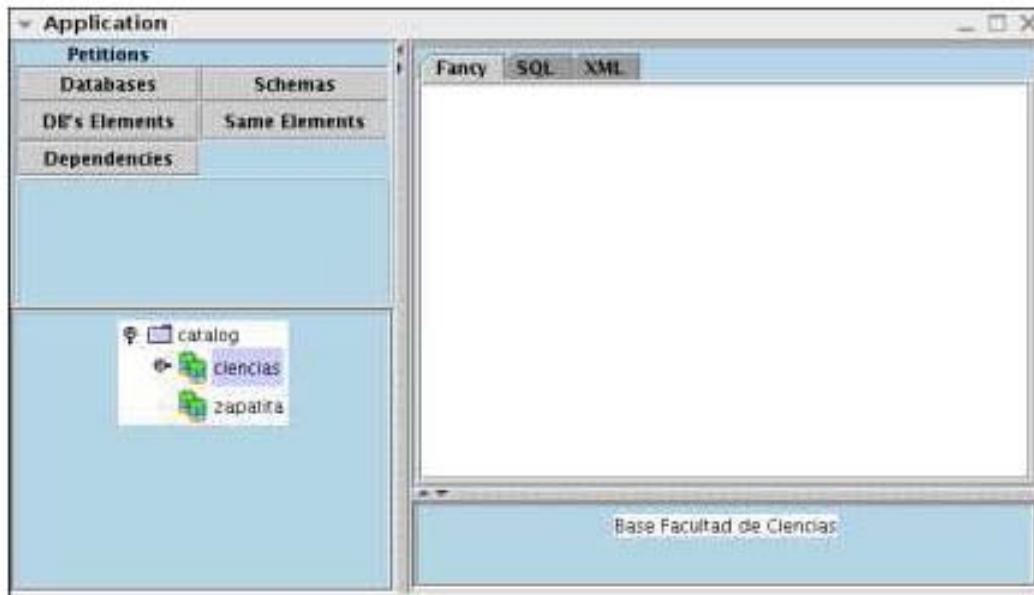 Application
Petitions
Databases Schemas
DB's Elements Same Elements
Dependencies
catalog
ciencias
zapatita
Fancy SQL XML
Base Facultad de Ciencias